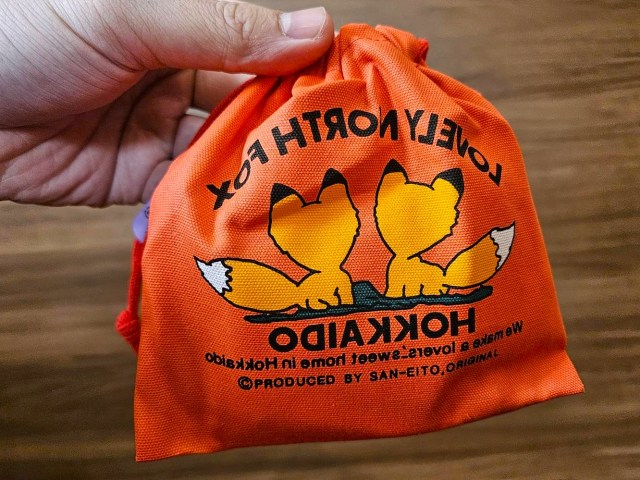 LOVELY NORTH FOX
HOKKAIDO
We make a lovers' sweet home in Hokkaido
©PRODUCED BY SAN-EITO,ORIGINAL